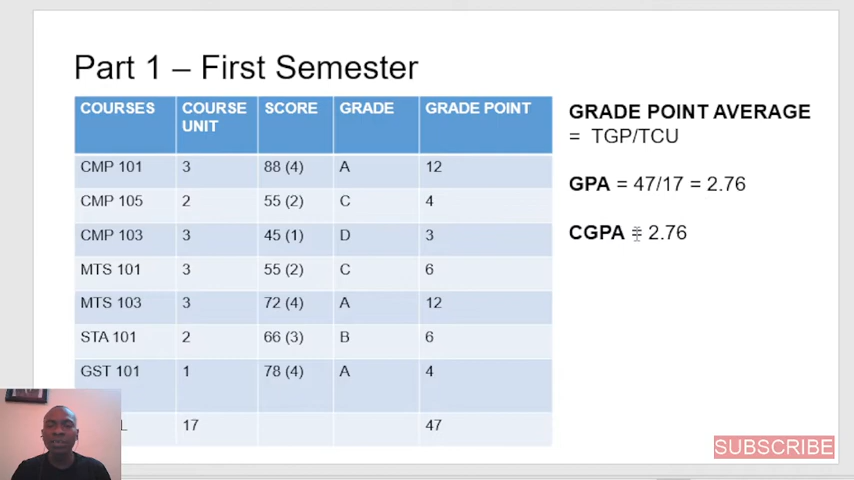 Part 1 – First Semester
COURSES COURSE UNIT SCORE GRADE GRADE POINT
CMP 101 3 88 (4) A 12
CMP 105 2 55 (2) C 4
CMP 103 3 45 (1) D 3
MTS 101 3 55 (2) C 6
MTS 103 3 72 (4) A 12
STA 101 2 66 (3) B 6
GST 101 1 78 (4) A 4
17 47
GRADE POINT AVERAGE
= TGP/TCU
GPA = 47/17 = 2.76
CGPA = 2.76
SUBSCRIBE